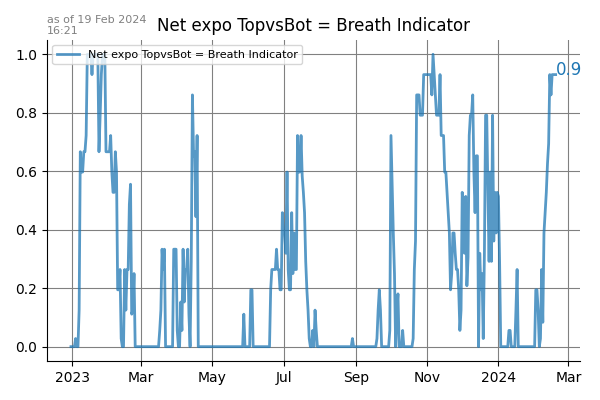 as of 19 Feb 2024
16:21
Net expo TopvsBot = Breath Indicator
Net expo TopvsBot = Breath Indicator
1.0
0.8
0.6
0.4
0.2
0.0
0.9
2023 Mar May Jul Sep Nov 2024 Mar